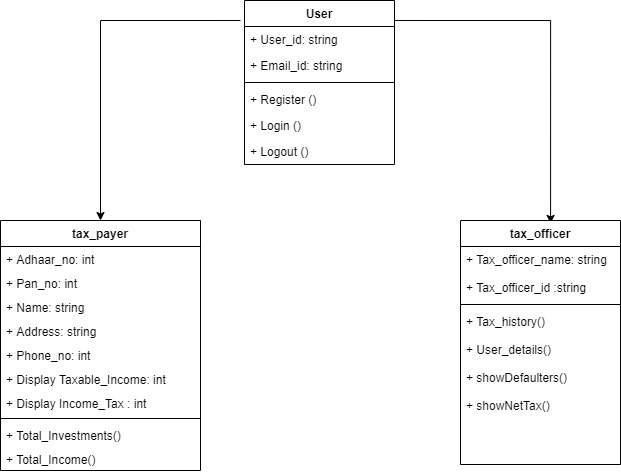 User
+ User_id: string
+ Email_id: string
+ Register ()
+ Login ()
+ Logout ()
tax_payer
+ Adhaar_no: int
+ Pan_no: int
+ Name: string
+ Address: string
+ Phone_no: int
+ Display Taxable_Income: int
+ Display Income_Tax : int
+ Total_Investments()
+ Total_Income()
tax_officer
+ Tax_officer_name: string
+ Tax_officer_id :string
+ Tax_history()
+ User_details()
+ showDefaulters()
+ showNetTax()